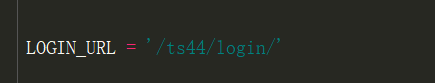 LOGIN_URL = '/ts44/login/'